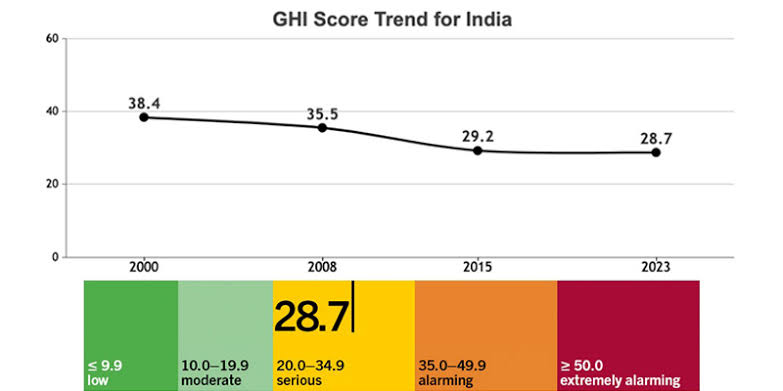 GHI Score Trend for India
60
40
20
0
38.4
35.5
29.2
28.7
2000 2008 2015 2023
28.7
≤ 9.9 10.0–19.9 20.0–34.9 35.0–49.9 ≥ 50.0
low moderate serious alarming extremely alarming